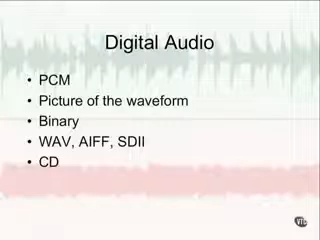 Digital Audio
• PCM
• Picture of the waveform
• Binary
• WAV, AIFF, SDII
• CD